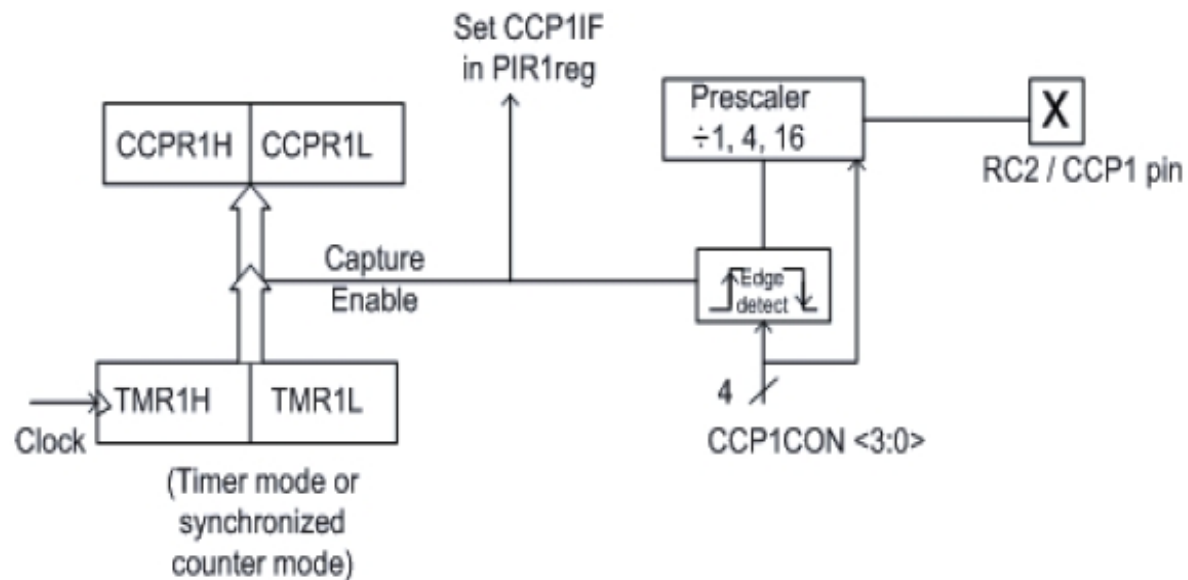 Set CCP1IF
in PIR1reg
CCPR1H CCPR1L
Prescaler
÷1, 4, 16
X
RC2 / CCP1 pin
Capture
Enable
Edge
detect
TMR1H TMR1L
Clock
4
CCP1CON <3:0>
(Timer mode or
synchronized
counter mode)